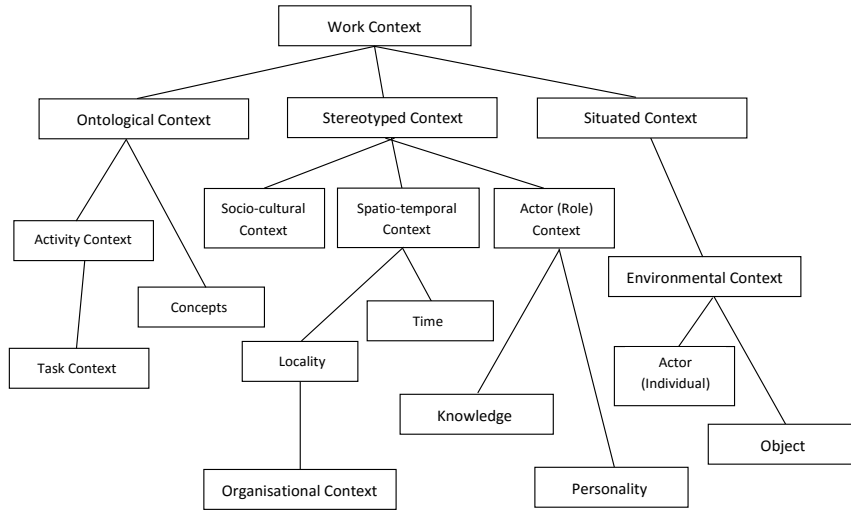 Work Context
Ontological Context
Stereotyped Context
Situated Context
Socio-cultural
Context
Spatio-temporal
Context
Actor (Role)
Context
Activity Context
Environmental Context
Concepts
Time
Locality
Task Context
Actor
(Individual)
Knowledge
Object
Organisational Context
Personality